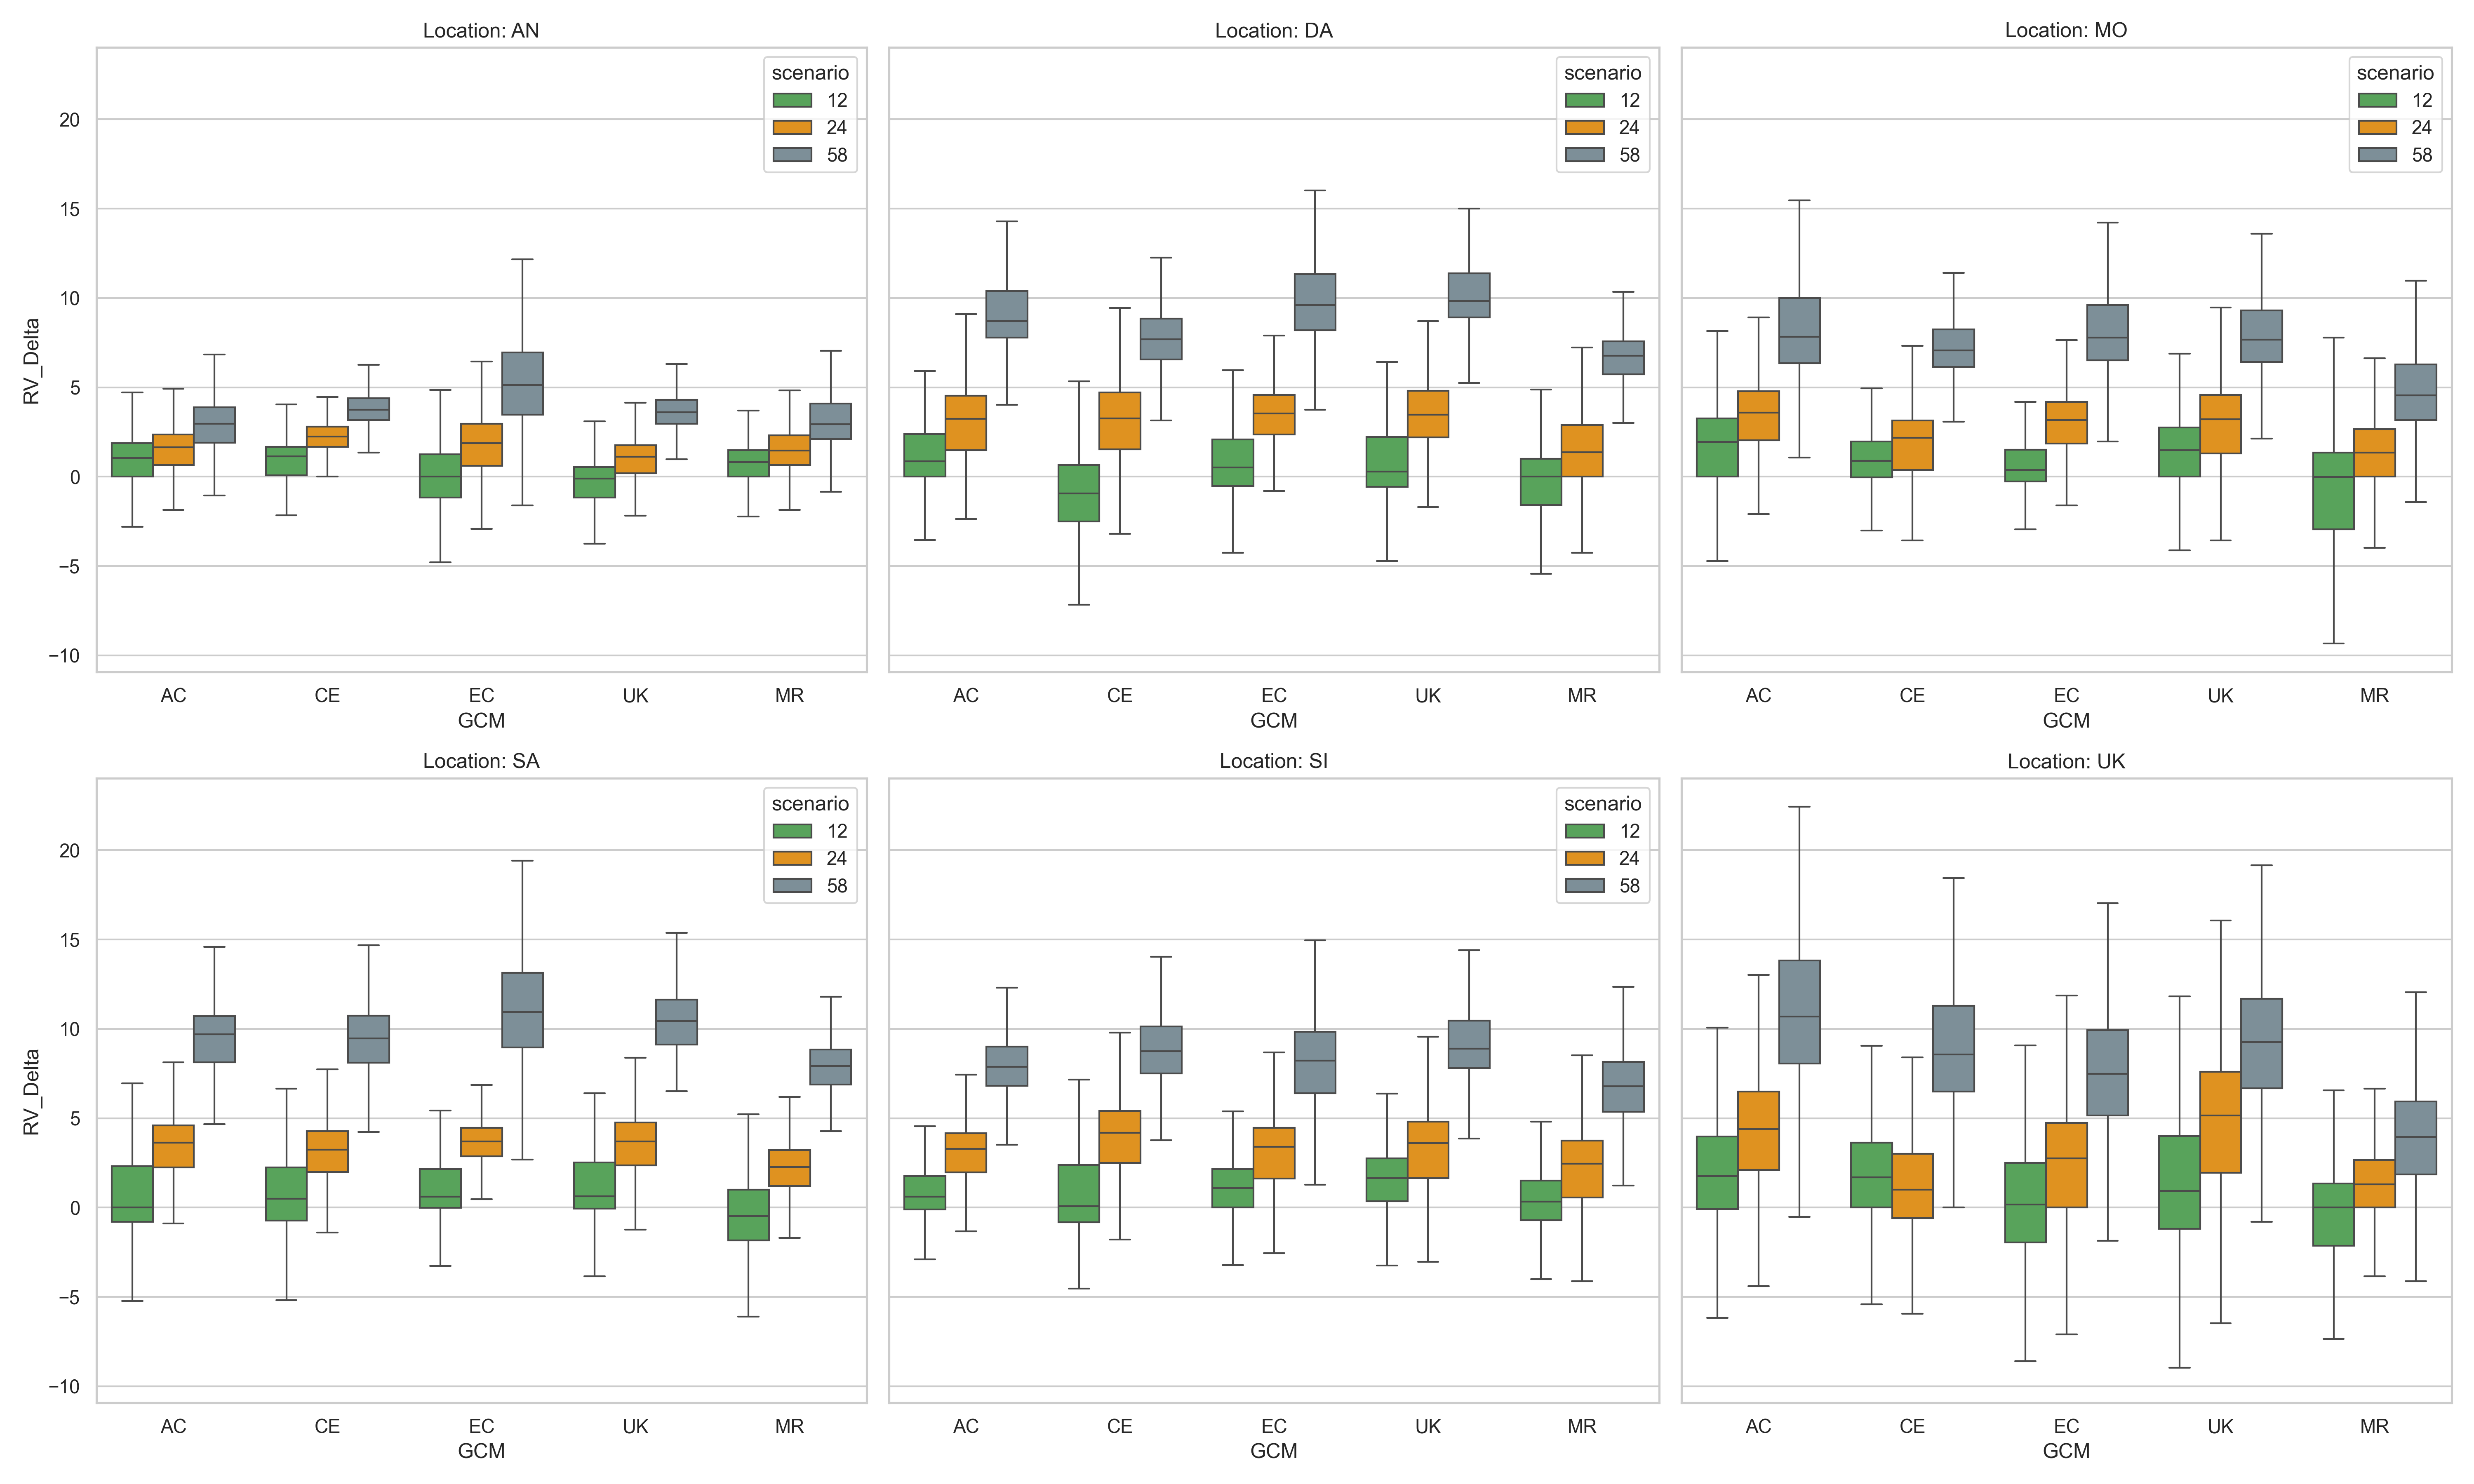 Location: AN
Location: DA
Location: MO
scenario
12
24
58
scenario
12
24
58
scenario
12
24
58
RV_Delta
20
15
10
5
0
−5
−10
AC CE EC UK MR
GCM
AC CE EC UK MR
GCM
AC CE EC UK MR
GCM
Location: SA
Location: SI
Location: UK
scenario
12
24
58
scenario
12
24
58
RV_Delta
20
15
10
5
0
−5
−10
AC CE EC UK MR
GCM
AC CE EC UK MR
GCM
AC CE EC UK MR
GCM